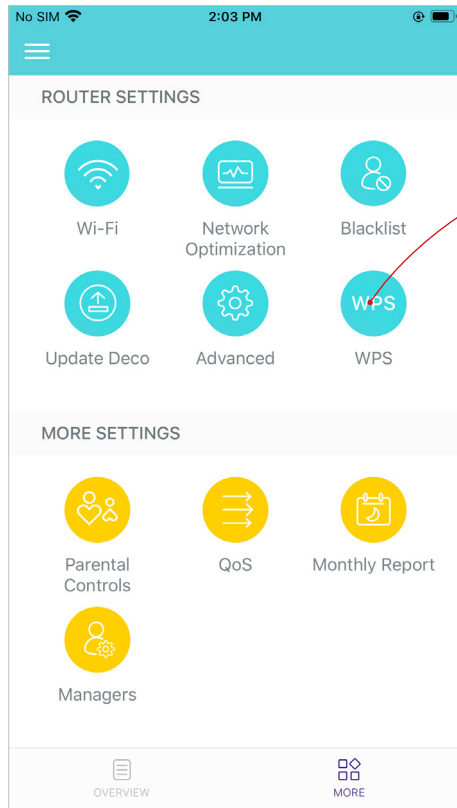 No SIM 2:03 PM
ROUTER SETTINGS
Wi-Fi Network Optimization Blacklist
WPS
Update Deco Advanced WPS
MORE SETTINGS
Parental Controls QoS Monthly Report
Managers
OVERVIEW MORE